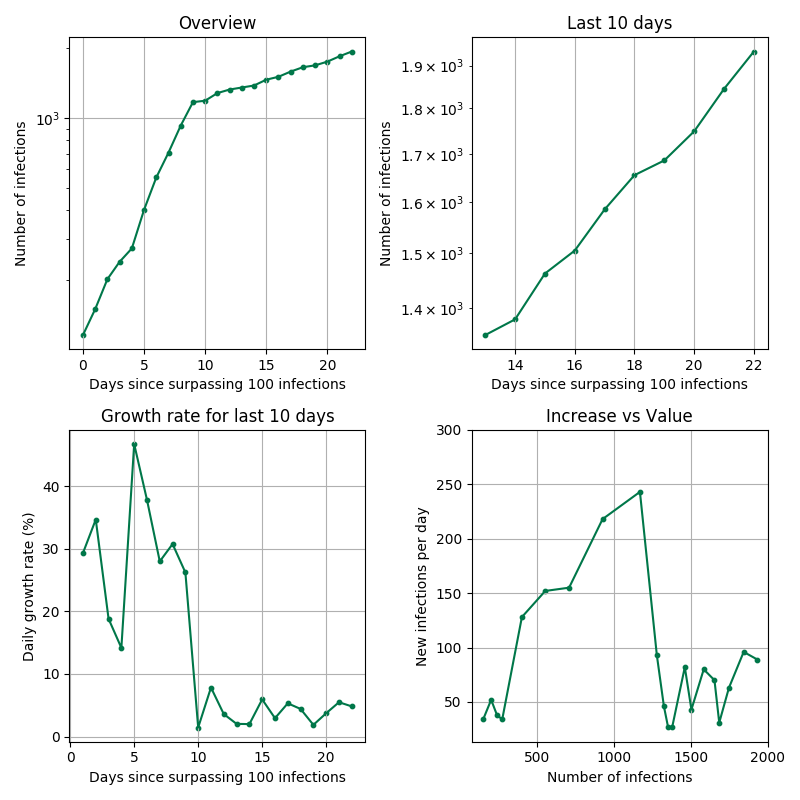 Overview
Number of infections
10³
0 5 10 15 20
Days since surpassing 100 infections
Last 10 days
Number of infections
1.9 × 10³
1.8 × 10³
1.7 × 10³
1.6 × 10³
1.5 × 10³
1.4 × 10³
14 16 18 20 22
Days since surpassing 100 infections
Growth rate for last 10 days
Daily growth rate (%)
40
30
20
10
0
0 5 10 15 20
Days since surpassing 100 infections
Increase vs Value
New infections per day
300
250
200
150
100
50
500 1000 1500 2000
Number of infections